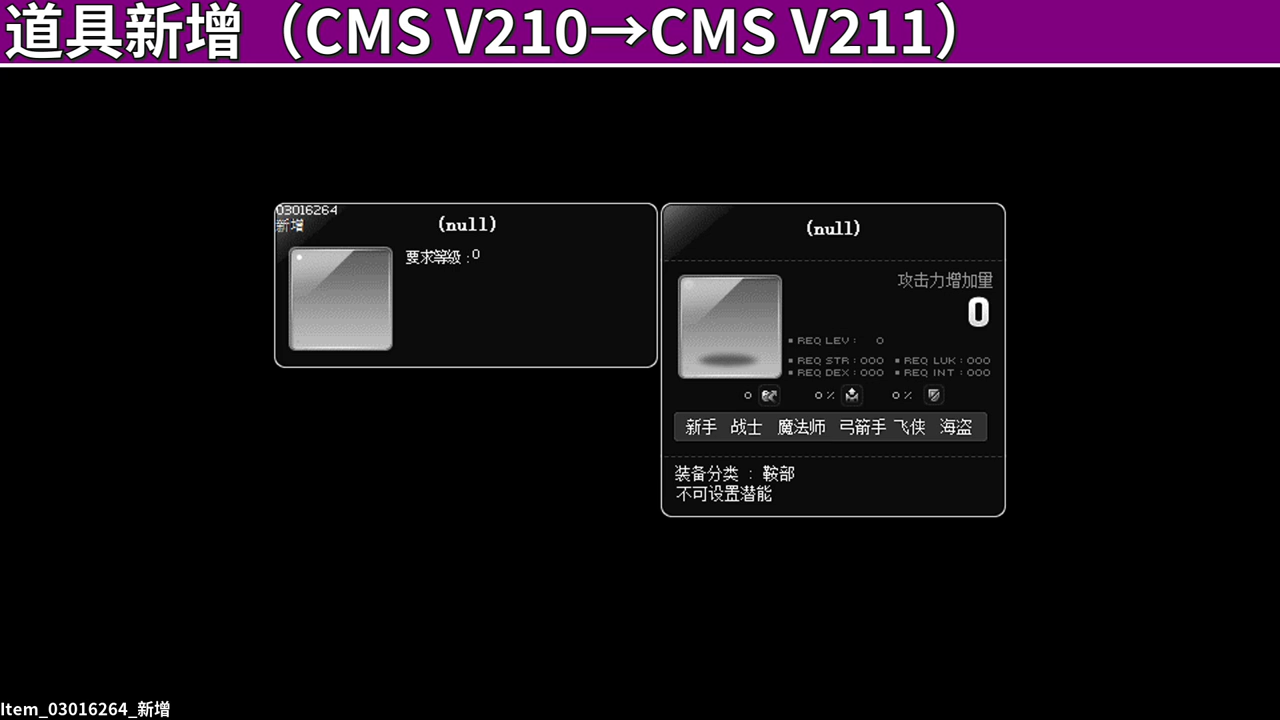 道具新增（CMS V210→CMS V211）
03016264
新增
(null)
要求等级 : 0
(null)
攻击力增加量
0
REQ LEV : 0
REQ STR : 000 REQ LUK : 000
REQ DEX : 000 REQ INT : 000
0 0 % 0 %
新手 战士 魔法师 弓箭手 飞侠 海盗
装备分类 : 鞍部
不可设置潜能
Item_03016264_新增